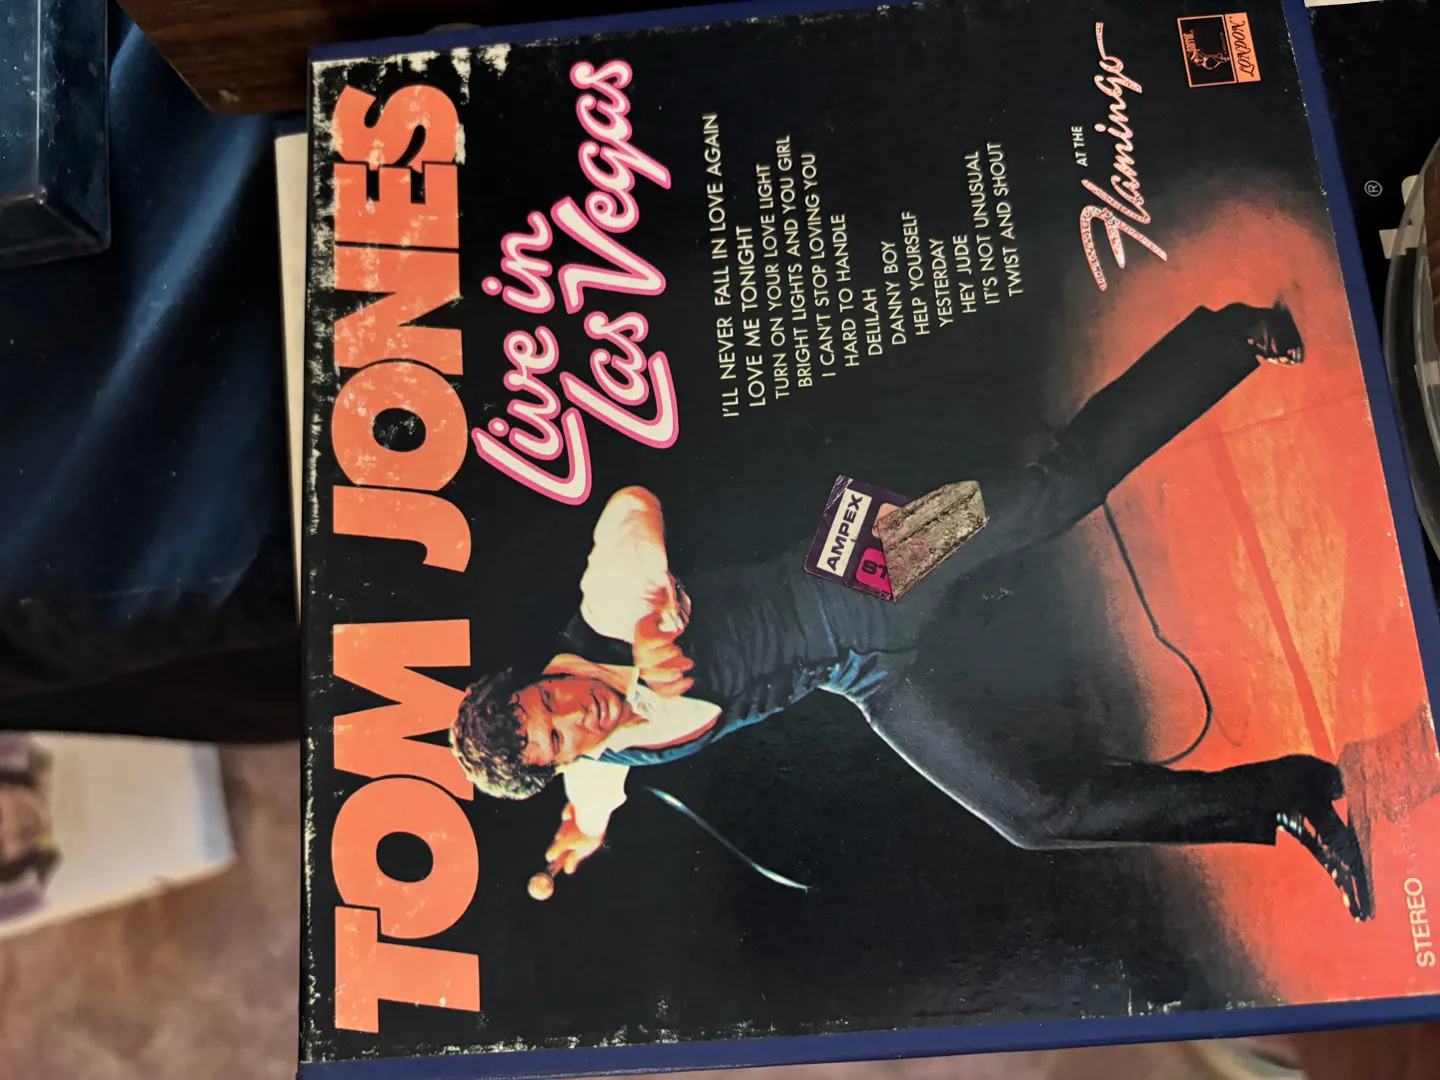 TOM JONES
Live in
Las Vegas
I'LL NEVER FALL IN LOVE AGAIN
LOVE ME TONIGHT
TURN ON YOUR LOVE LIGHT
BRIGHT LIGHTS AND YOU GIRL
I CAN'T STOP LOVING YOU
HARD TO HANDLE
DELILAH
DANNY BOY
HELP YOURSELF
YESTERDAY
HEY JUDE
IT'S NOT UNUSUAL
TWIST AND SHOUT
AT THE
Flamingo
AMPEX
ST
STEREO
LONDON
®